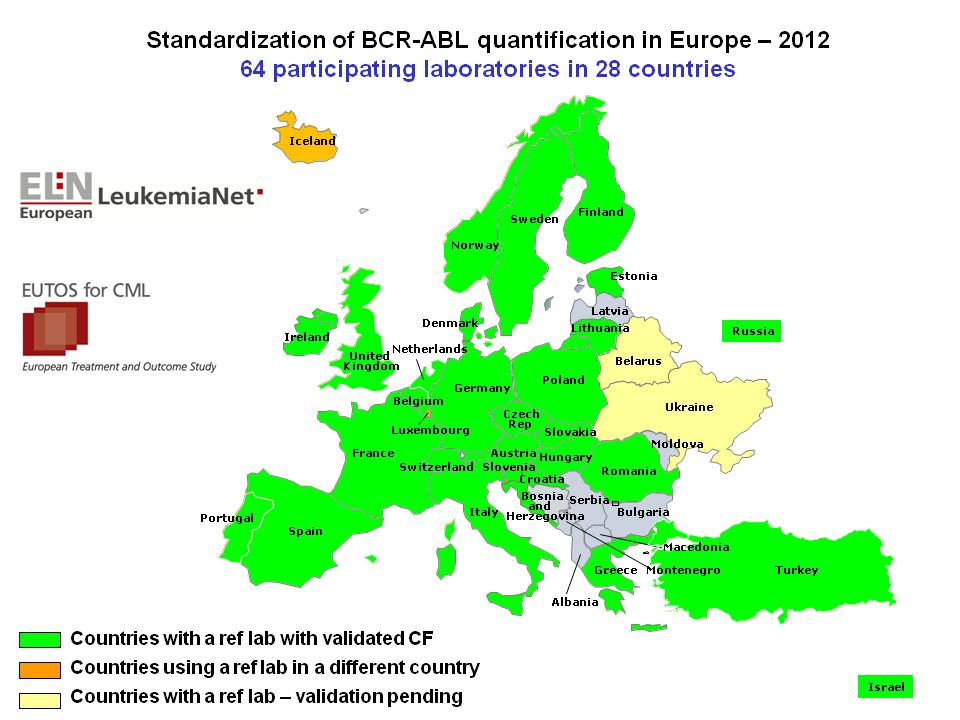 Standardization of BCR-ABL quantification in Europe – 2012
64 participating laboratories in 28 countries
Iceland
ELN LeukemiaNet
European
Finland
Sweden
Norway
Estonia
EUTOS for CML
European Treatment and Outcome Study
Latvia
Denmark
Lithuania
Russia
Ireland
Netherlands
United
Kingdom
Belarus
Poland
Germany
Belgium
Ukraine
Czech
Rep
Luxembourg
Slovakia
Moldova
France
Austria
Hungary
Switzerland
Slovenia
Romania
Croatia
Bosnia
and
Herzegovina
Serbia
Bulgaria
Italy
Portugal
Spain
Macedonia
Greece
Montenegro
Turkey
Albania
Countries with a ref lab with validated CF
Countries using a ref lab in a different country
Countries with a ref lab – validation pending
Israel